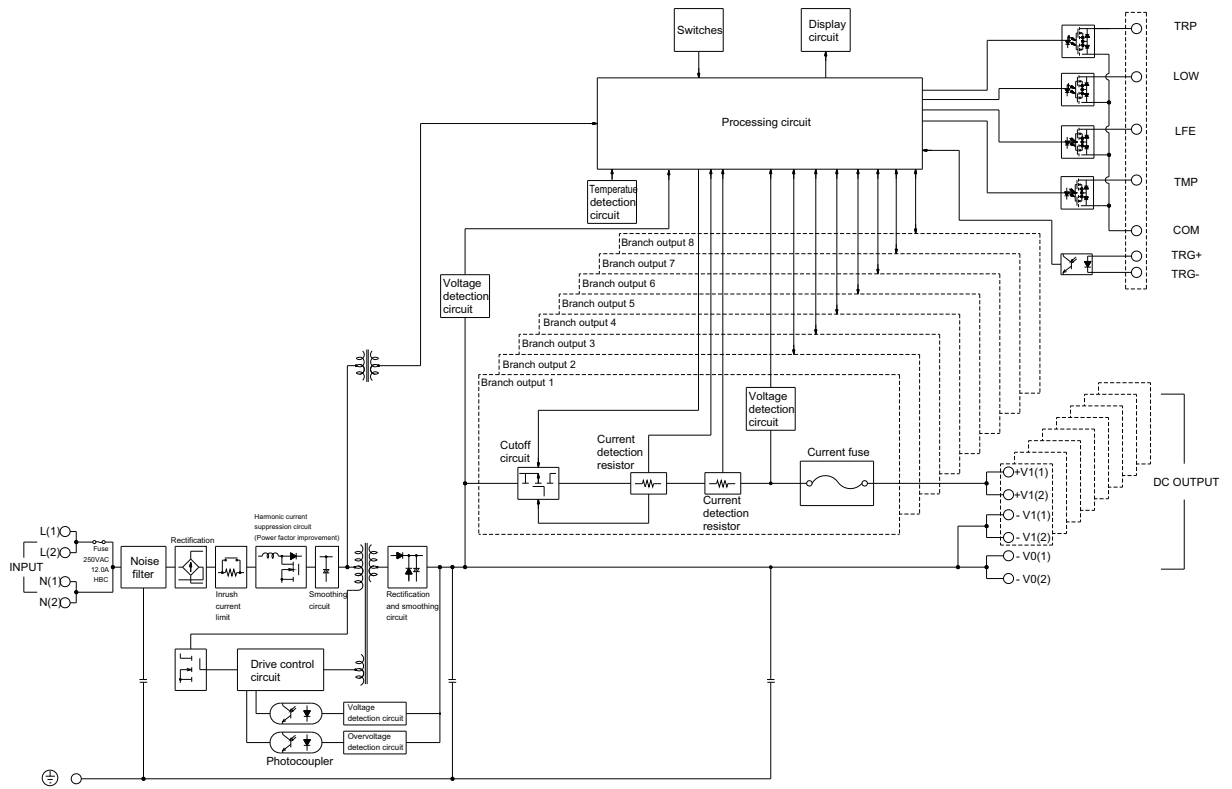 Switches
Display
circuit
TRP
LOW
Processing circuit
LFE
TMP
Temperatue
detection
circuit
COM
TRG+
TRG-
Branch output 8
Branch output 7
Branch output 6
Branch output 5
Branch output 4
Branch output 3
Branch output 2
Branch output 1
Voltage
detection
circuit
Voltage
detection
circuit
Cutoff
circuit
Current
detection
resistor
Current
detection
resistor
Current fuse
+V1(1)
+V1(2)
- V1(1)
- V1(2)
- V0(1)
- V0(2)
DC OUTPUT
L(1)
L(2)
INPUT
N(1)
N(2)
Fuse
250VAC
12.0A
HBC
Noise
filter
Rectification
Inrush
current
limit
Harmonic current
suppression circuit
(Power factor improvement)
Smoothing
circuit
Rectification
and smoothing
circuit
Drive control
circuit
Voltage
detection circuit
Overvoltage
detection circuit
Photocoupler